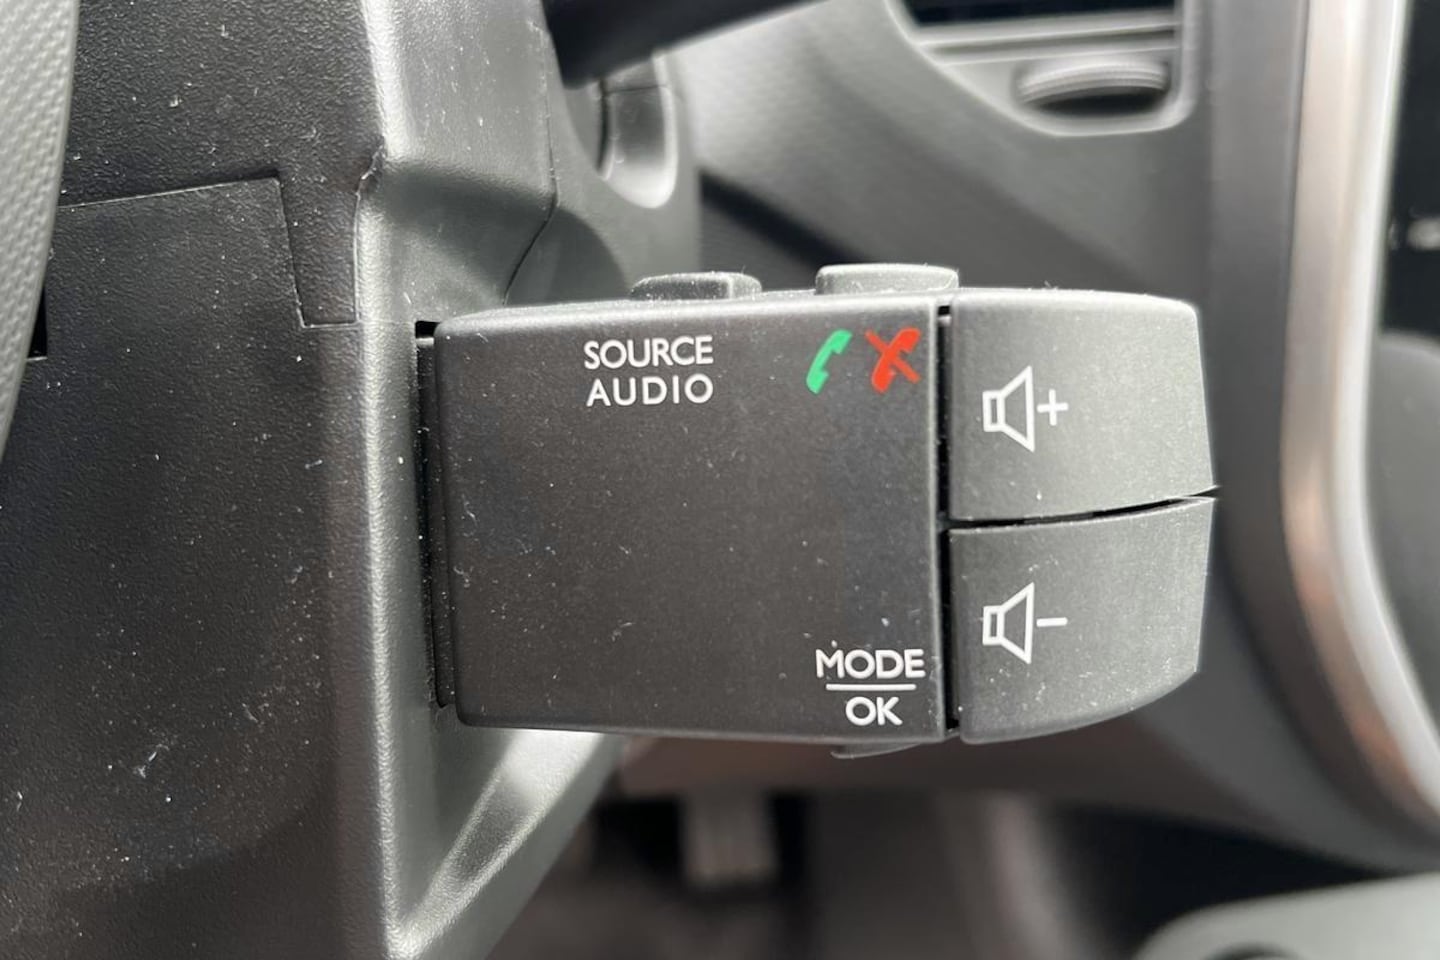 SOURCE
AUDIO
+
MODE
OK
-